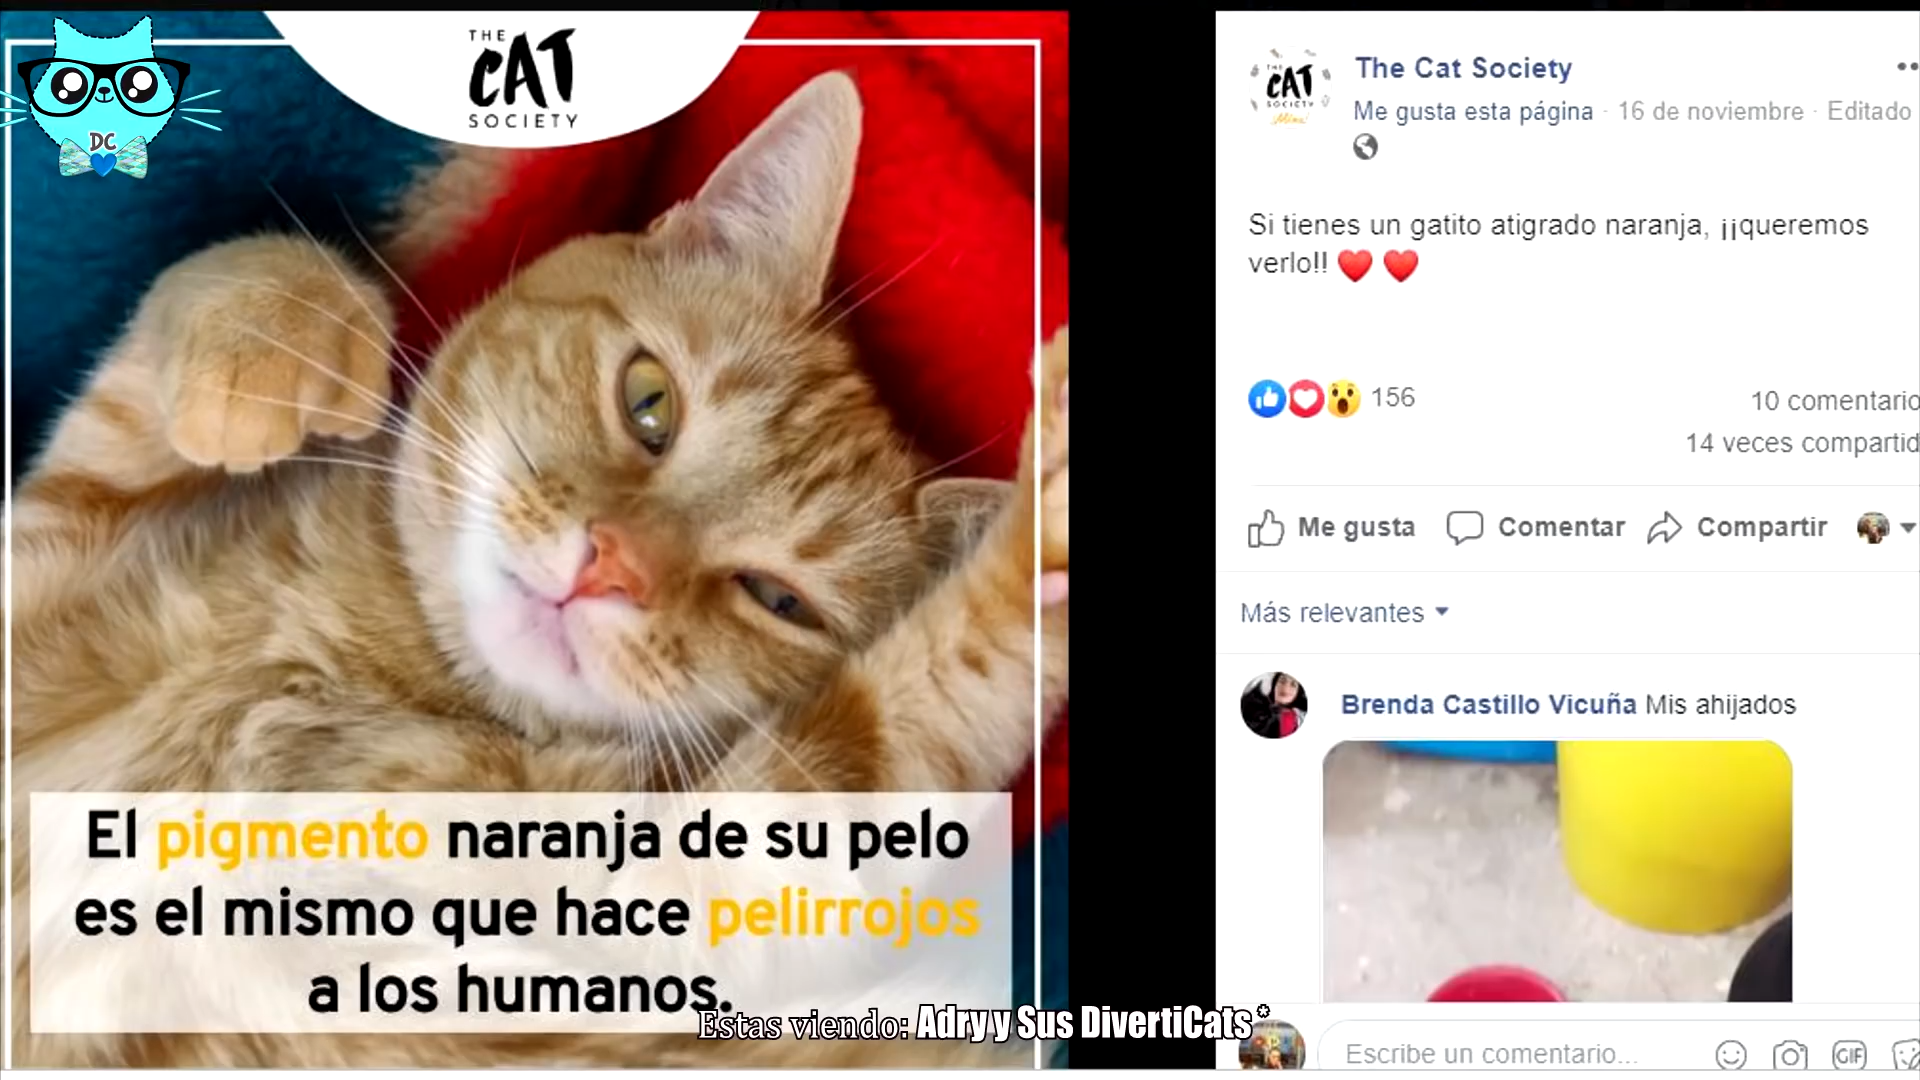 DC
THE
CAT
SOCIETY
El pigmento naranja de su pelo
es el mismo que hace pelirrojos
a los humanos.
Estas viendo: Adry y Sus DivertiCats*
THE
CAT
SOCIETY
The Cat Society
Me gusta esta página · 16 de noviembre · Editado
Si tienes un gatito atigrado naranja, ¡¡queremos
verlo!! ❤️ ❤️
156
10 comentario
14 veces compartid
Me gusta Comentar Compartir
Más relevantes
Brenda Castillo Vicuña Mis ahijados
Escribe un comentario...
GIF